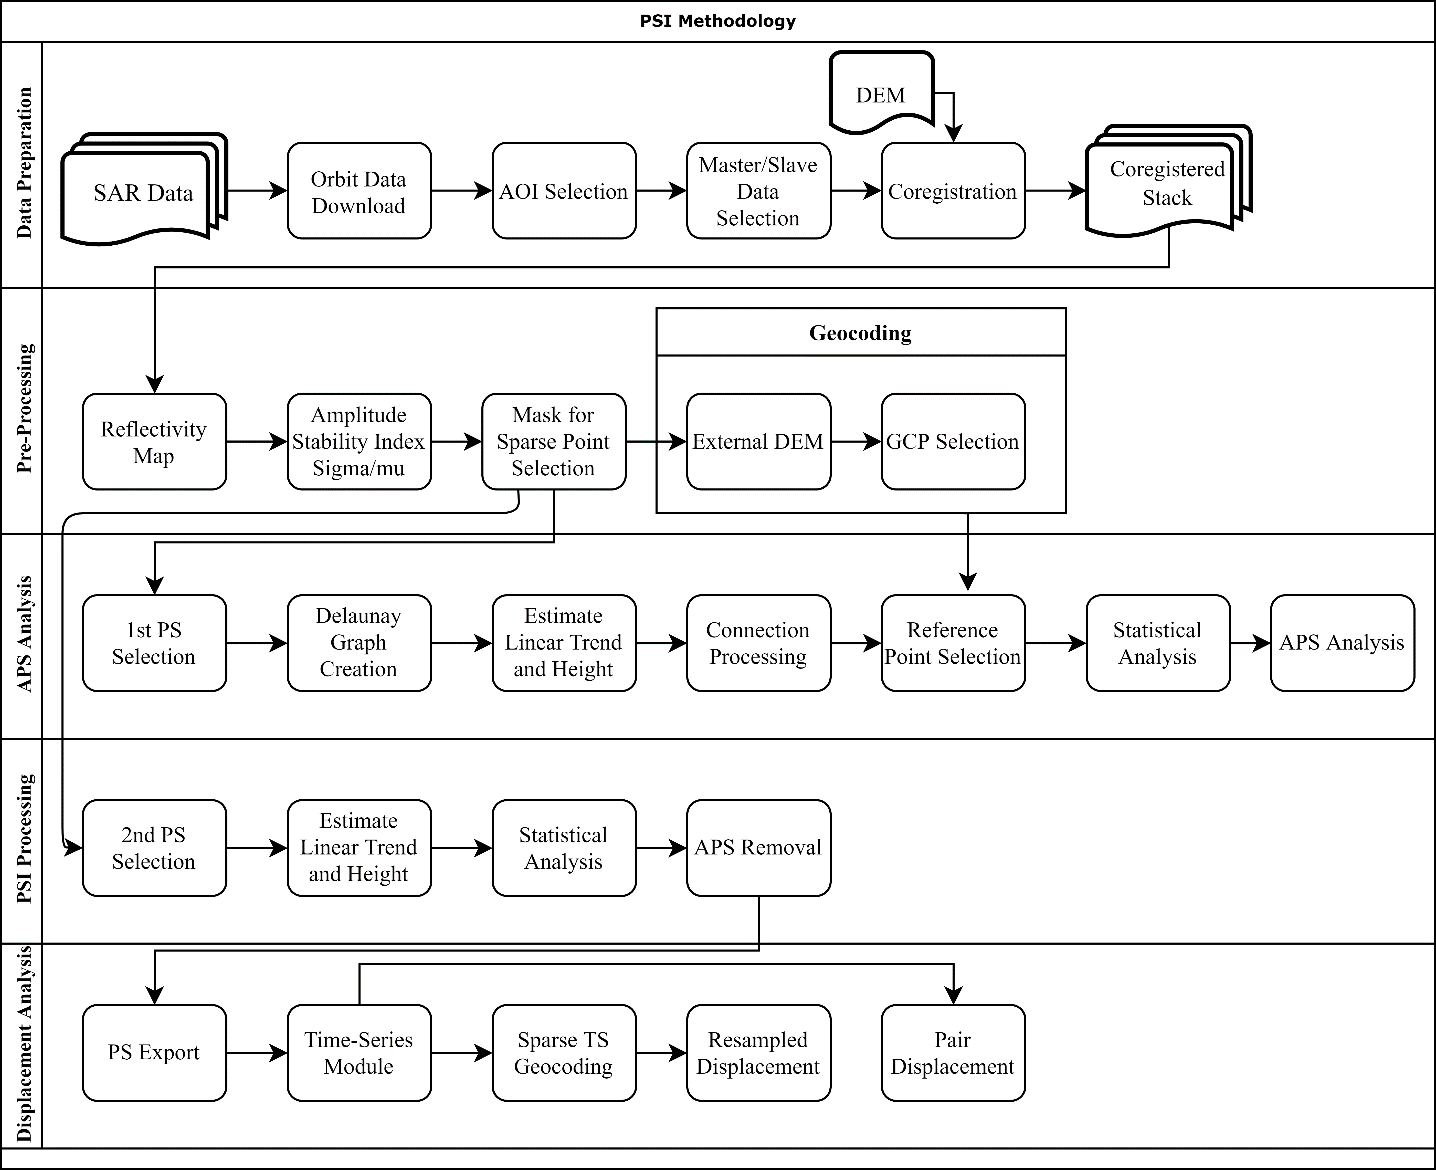 PSI Methodology
Data Preparation
SAR Data
Orbit Data
Download
AOI Selection
Master/Slave
Data
Selection
DEM
Coregistration
Coregistered
Stack
Pre-Processing
Reflectivity
Map
Amplitude
Stability Index
Sigma/mu
Mask for
Sparse Point
Selection
Geocoding
External DEM
GCP Selection
APS Analysis
1st PS
Selection
Delaunay
Graph
Creation
Estimate
Linear Trend
and Height
Connection
Processing
Reference
Point Selection
Statistical
Analysis
APS Analysis
PSI Processing
2nd PS
Selection
Estimate
Linear Trend
and Height
Statistical
Analysis
APS Removal
Displacement Analysis
PS Export
Time-Series
Module
Sparse TS
Geocoding
Resampled
Displacement
Pair
Displacement